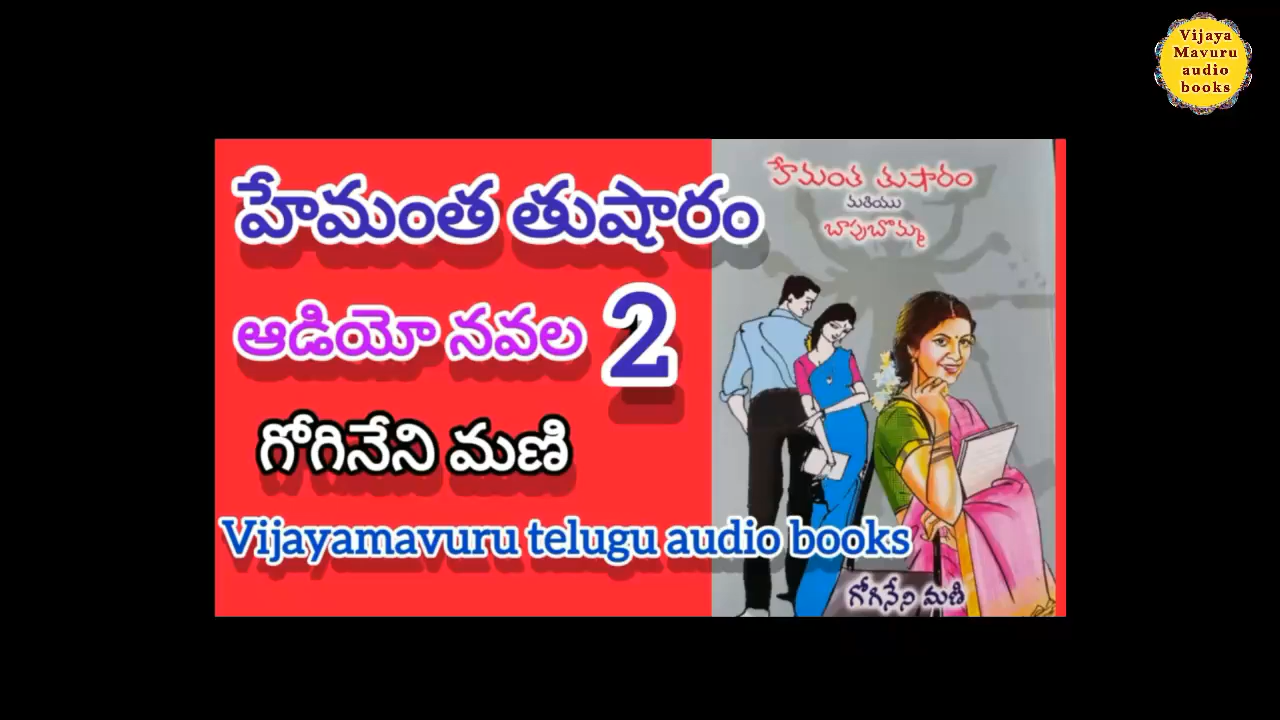 Vijaya
Mavuru
audio
books
హేమంత తుషారం
ఆడియో నవల 2
గోగినేని మణి
Vijayamavuru telugu audio books
హేమంత తుషారం
మరియు
బాపుబొమ్మ
గోగినేని మణి